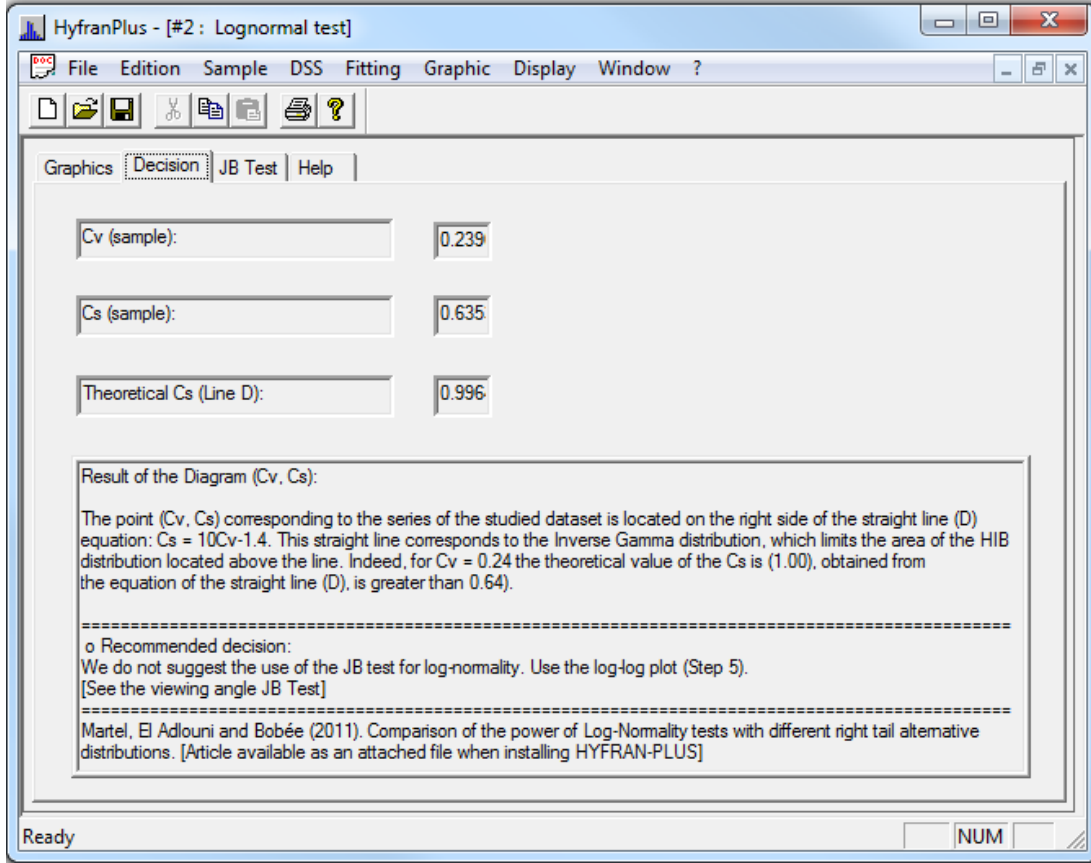 HyfranPlus - [#2 : Lognormal test]
File Edition Sample DSS Fitting Graphic Display Window ?
Graphics Decision JB Test Help
Cv (sample): 0.239
Cs (sample): 0.635
Theoretical Cs (Line D): 0.996
Result of the Diagram (Cv, Cs):
The point (Cv, Cs) corresponding to the series of the studied dataset is located on the right side of the straight line (D)
equation: Cs = 10Cv-1.4. This straight line corresponds to the Inverse Gamma distribution, which limits the area of the HIB
distribution located above the line. Indeed, for Cv = 0.24 the theoretical value of the Cs is (1.00), obtained from
the equation of the straight line (D), is greater than 0.64).
==============================================================================================
o Recommended decision:
We do not suggest the use of the JB test for log-normality. Use the log-log plot (Step 5).
[See the viewing angle JB Test]
==============================================================================================
Martel, El Adlouni and Bobée (2011). Comparison of the power of Log-Normality tests with different right tail alternative
distributions. [Article available as an attached file when installing HYFRAN-PLUS]
Ready NUM